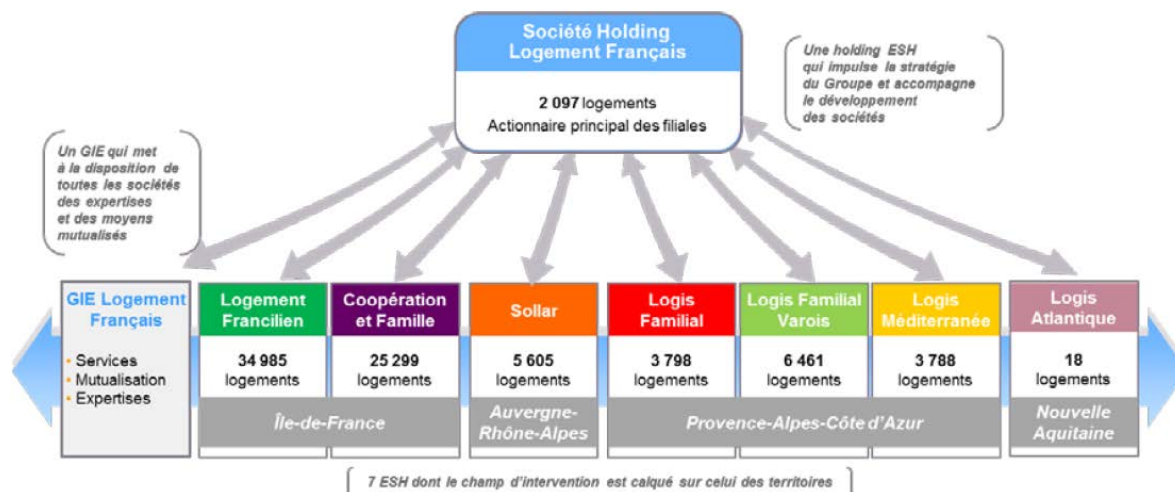 Société Holding
Logement Français
2 097 logements
Actionnaire principal des filiales
Une holding ESH
qui impulse la stratégie
du Groupe et accompagne
le développement
des sociétés
Un GIE qui met
à la disposition de
toutes les sociétés
des expertises
et des moyens
mutualisés
GIE Logement
Français
• Services
• Mutualisation
• Expertises
Logement
Francilien
34 985
logements
Coopération
et Famille
25 299
logements
Île-de-France
Sollar
5 605
logements
Auvergne-
Rhône-Alpes
Logis
Familial
3 798
logements
Logis Familial
Varois
6 461
logements
Logis
Méditerranée
3 788
logements
Provence-Alpes-Côte d'Azur
Logis
Atlantique
18
logements
Nouvelle
Aquitaine
7 ESH dont le champ d'intervention est calqué sur celui des territoires